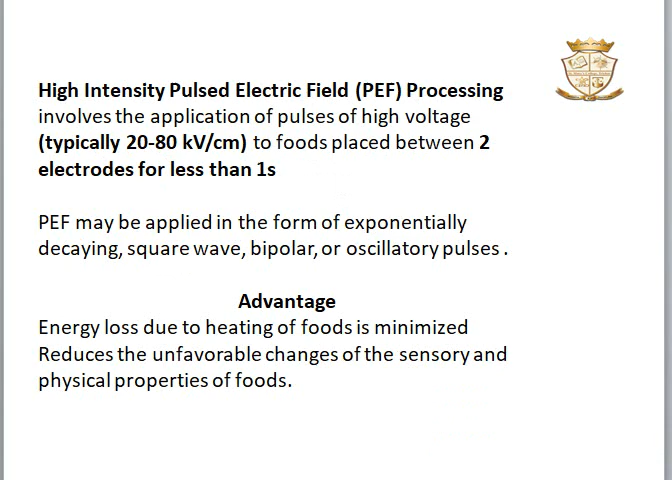 High Intensity Pulsed Electric Field (PEF) Processing
involves the application of pulses of high voltage
(typically 20-80 kV/cm) to foods placed between 2
electrodes for less than 1s
PEF may be applied in the form of exponentially
decaying, square wave, bipolar, or oscillatory pulses .
Advantage
Energy loss due to heating of foods is minimized
Reduces the unfavorable changes of the sensory and
physical properties of foods.